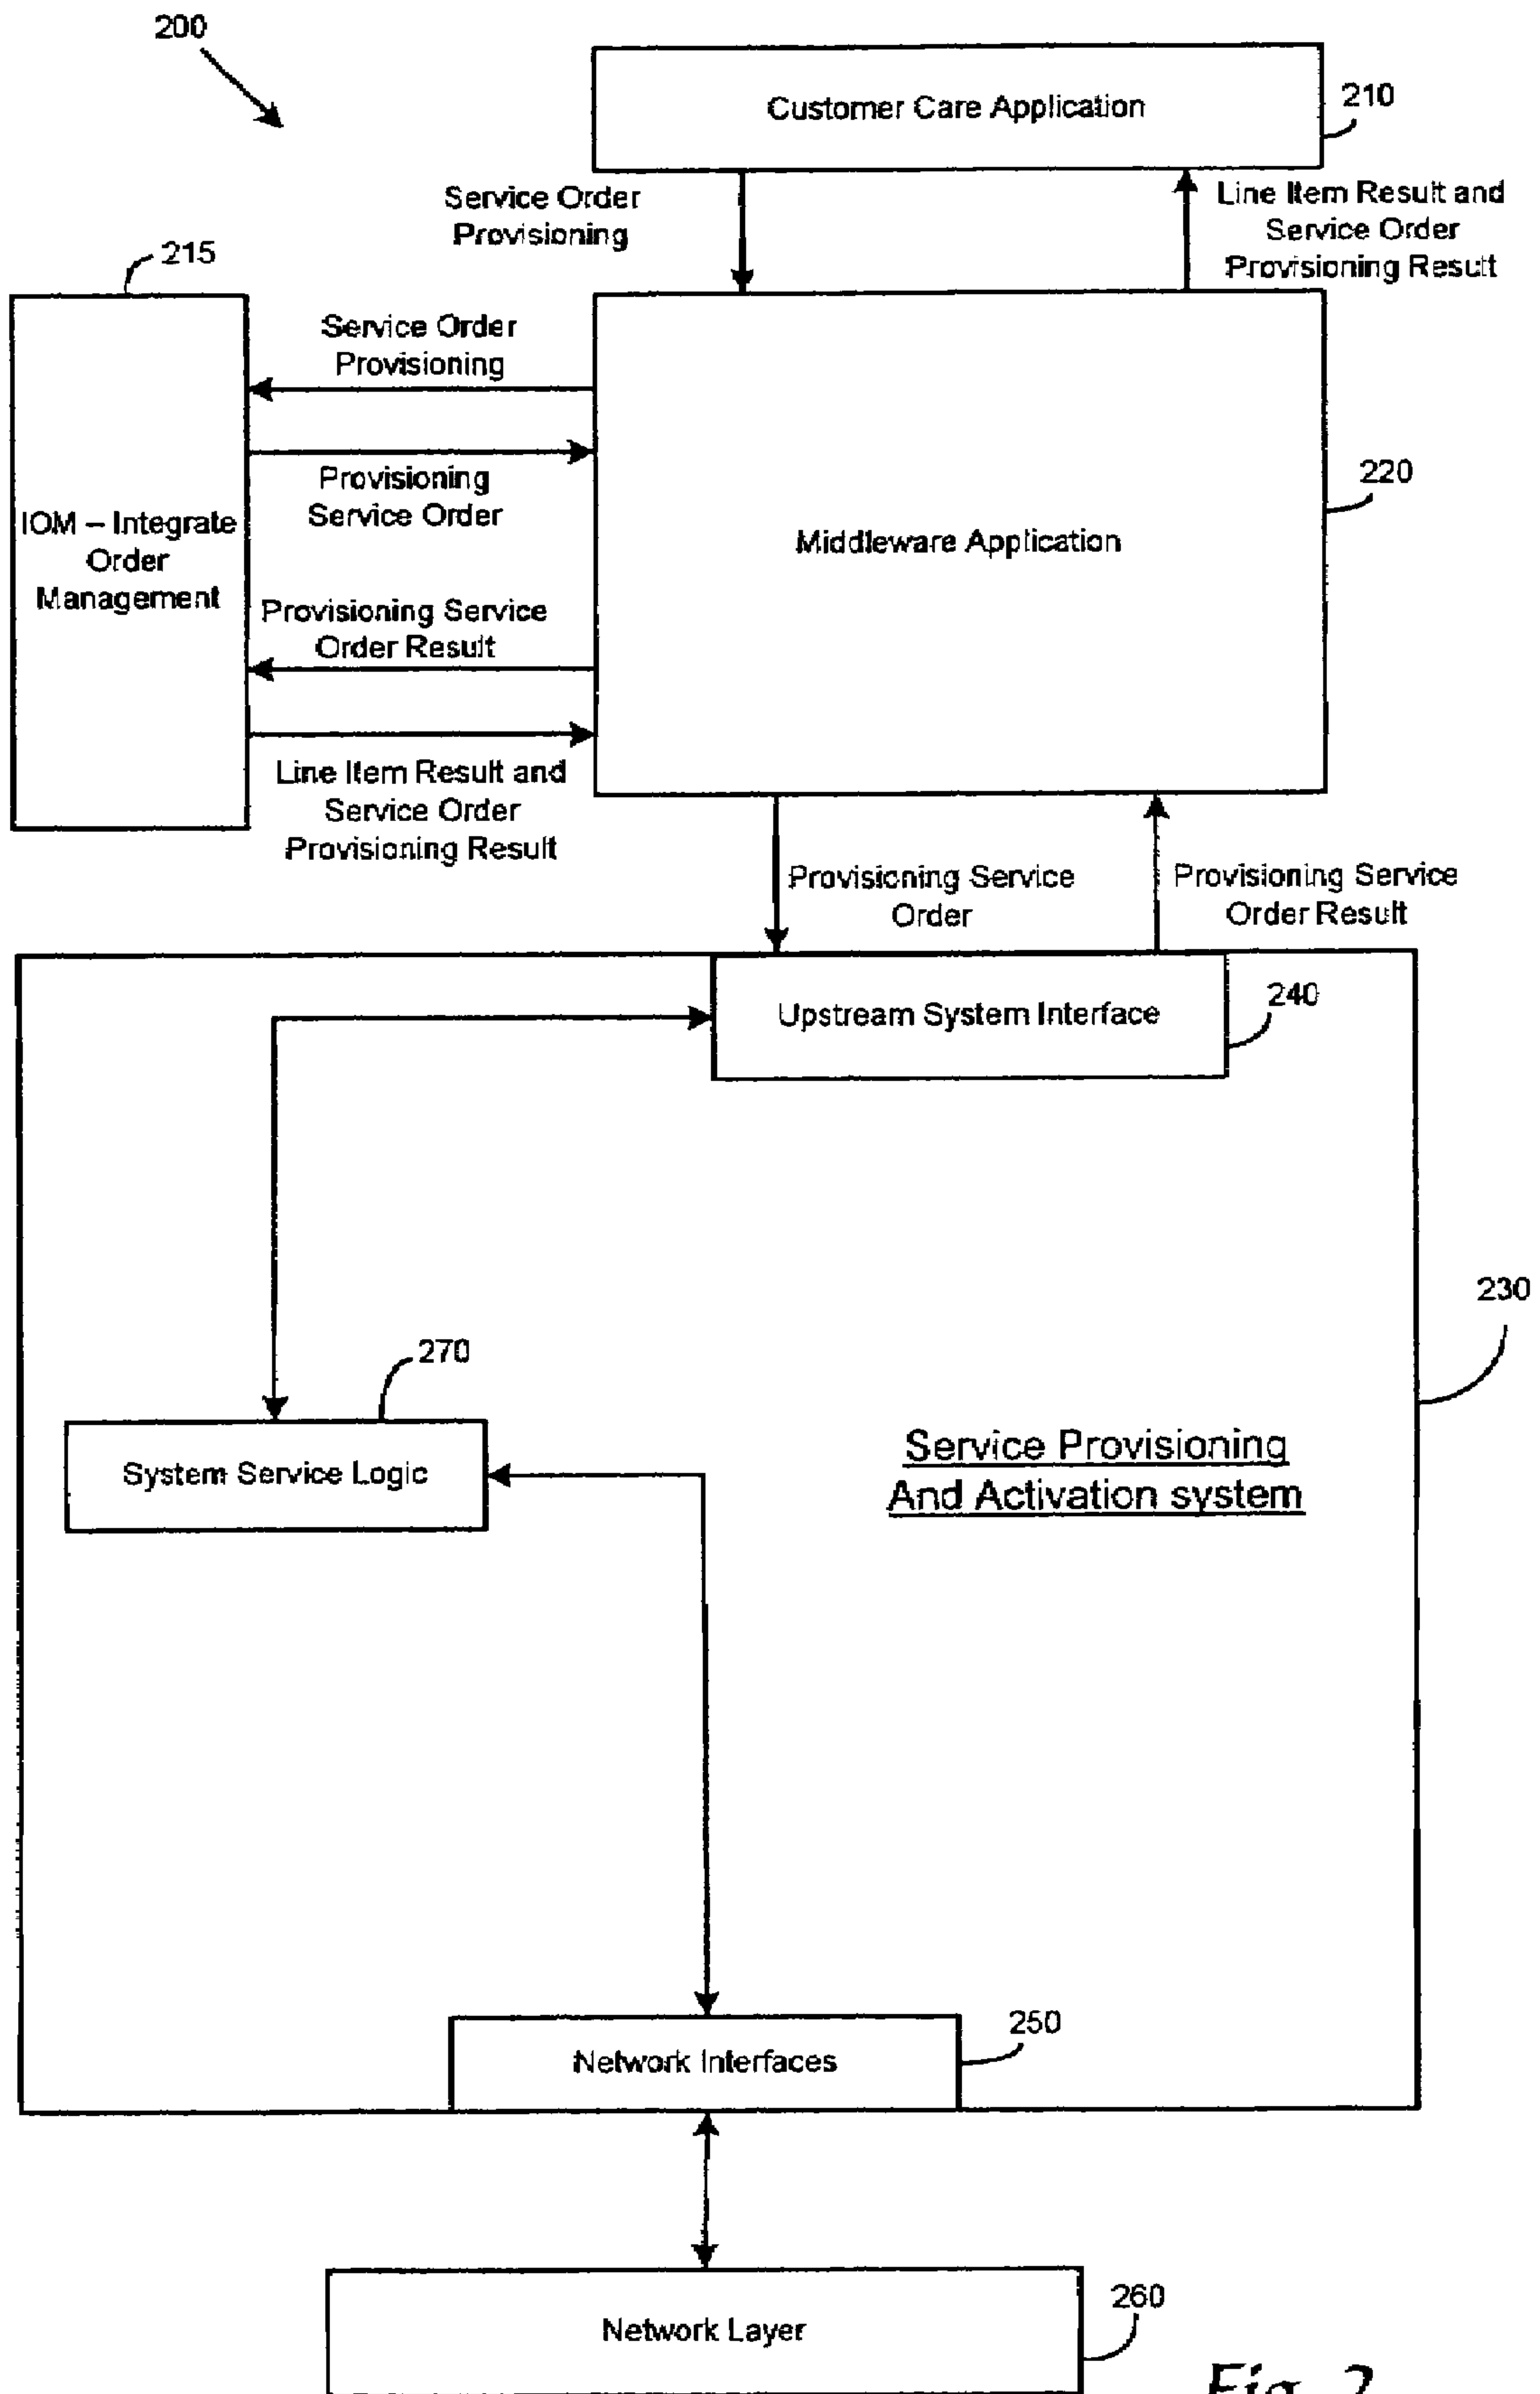 200
Customer Care Application
210
Service Order
Provisioning
Line Item Result and
Service Order
Provisioning Result
215
Service Order
Provisioning
Provisioning
Service Order
220
IOM – Integrate
Order
Management
Middleware Application
Provisioning Service
Order Result
Line Item Result and
Service Order
Provisioning Result
Provisioning Service
Order
Provisioning Service
Order Result
Upstream System Interface
240
230
270
System Service Logic
Service Provisioning
And Activation system
250
Network Interfaces
260
Network Layer
Fig. 2